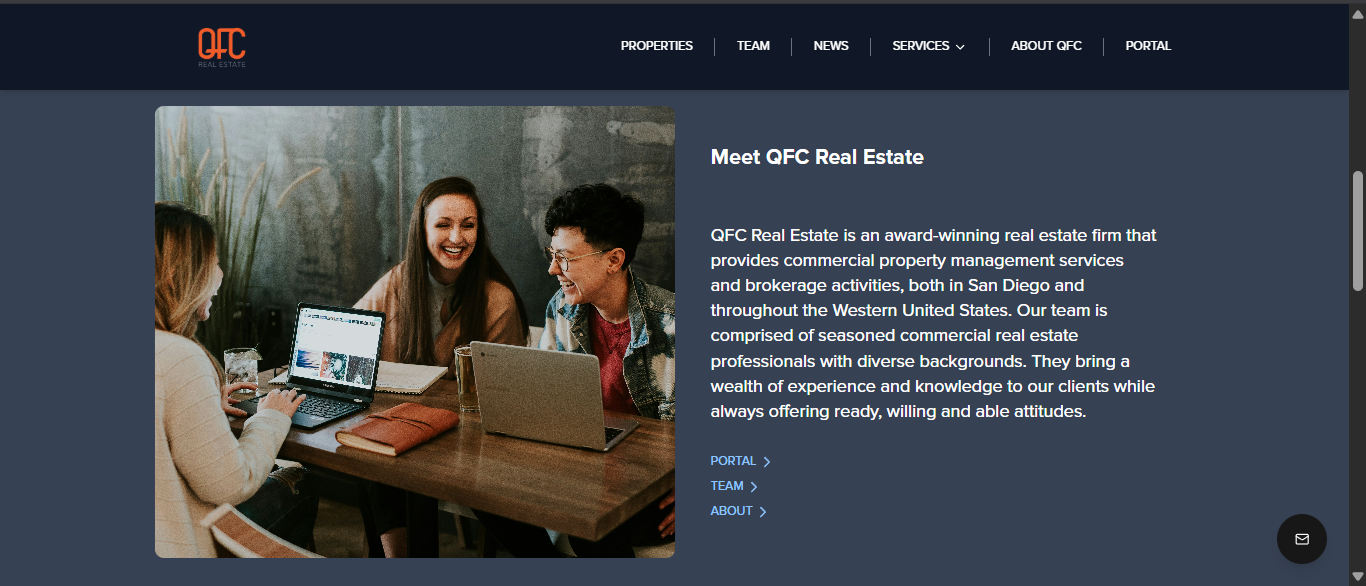 QFC
REAL ESTATE
PROPERTIES
TEAM
NEWS
SERVICES
ABOUT QFC
PORTAL
Meet QFC Real Estate
QFC Real Estate is an award-winning real estate firm that
provides commercial property management services
and brokerage activities, both in San Diego and
throughout the Western United States. Our team is
comprised of seasoned commercial real estate
professionals with diverse backgrounds. They bring a
wealth of experience and knowledge to our clients while
always offering ready, willing and able attitudes.
PORTAL
TEAM
ABOUT